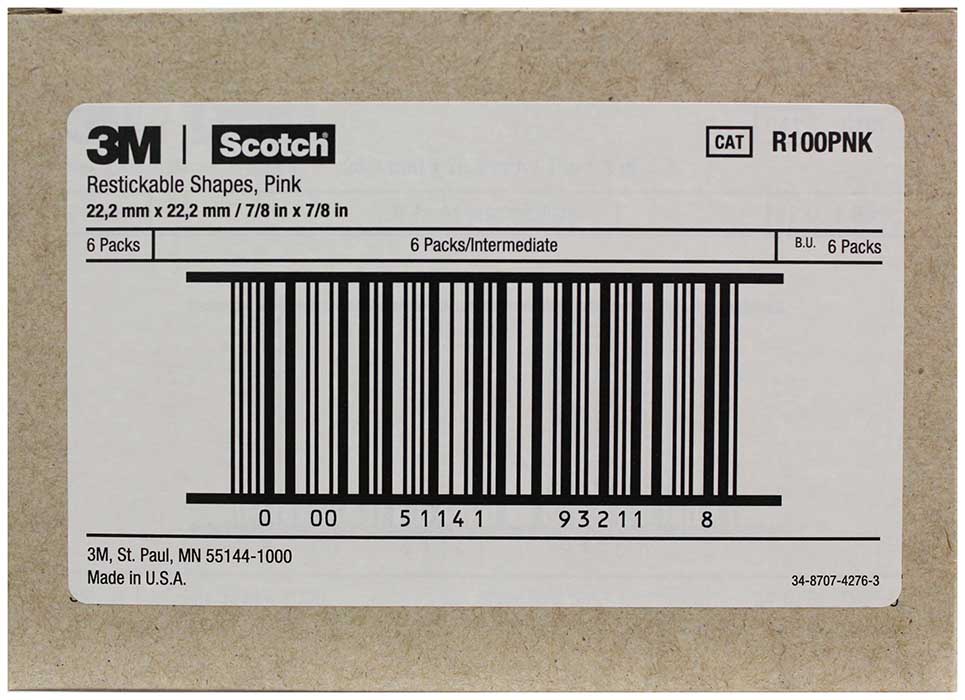 3M | Scotch® CAT R100PNK
Restickable Shapes, Pink
22,2 mm x 22,2 mm / 7/8 in x 7/8 in
6 Packs 6 Packs/Intermediate B.U. 6 Packs
0 00 51141 93211 8
3M, St. Paul, MN 55144-1000
Made in U.S.A. 34-8707-4276-3